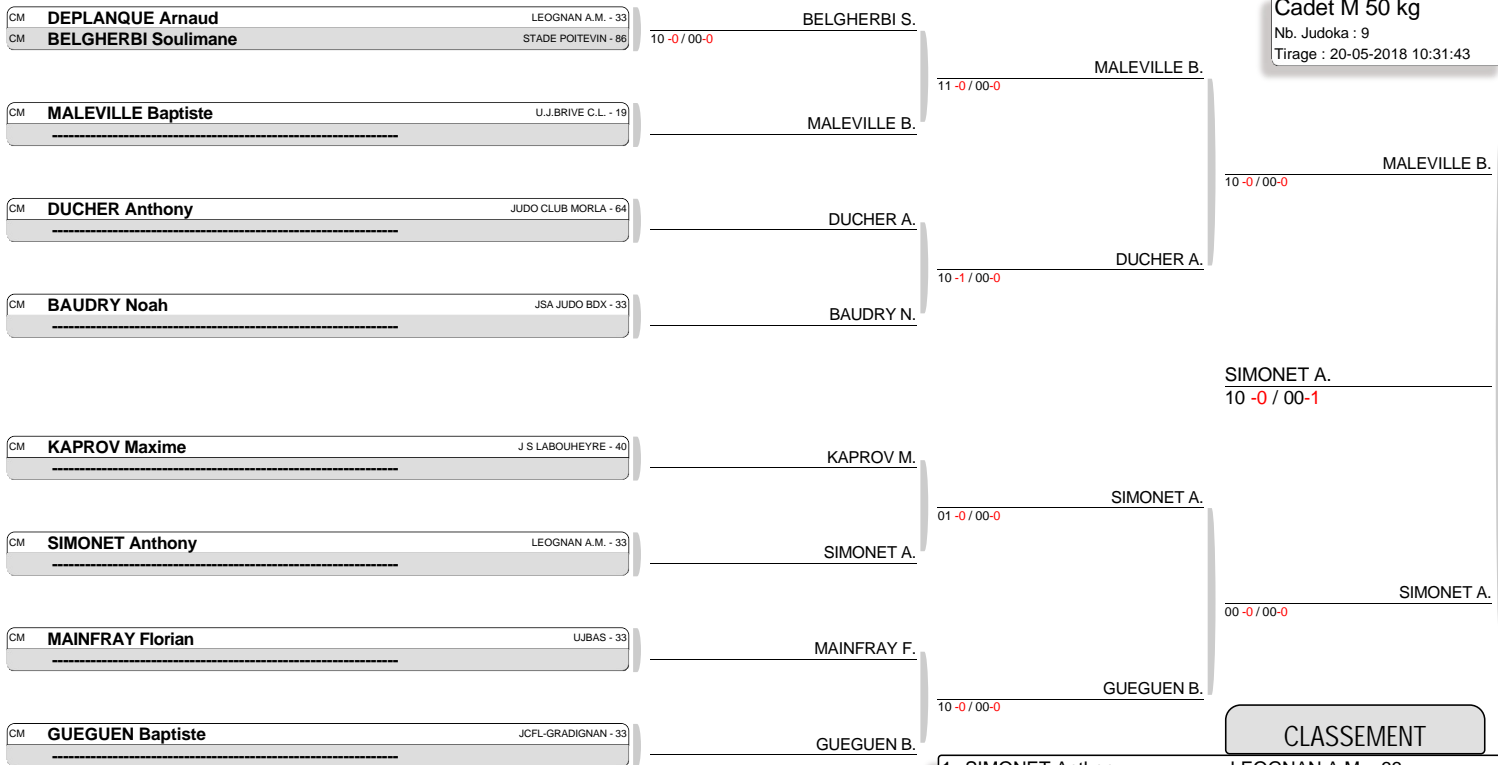 Cadet M 50 kg
Nb. Judoka : 9
Tirage : 20-05-2018 10:31:43
CM DEPLANQUE Arnaud LEOGNAN A.M. - 33
CM BELGHERBI Soulimane STADE POITEVIN - 86
BELGHERBI S.
10 -0 / 00-0
MALEVILLE B.
11 -0 / 00-0
CM MALEVILLE Baptiste U.J.BRIVE C.L. - 19
------------------------------------------------------------------
MALEVILLE B.
MALEVILLE B.
10 -0 / 00-0
CM DUCHER Anthony JUDO CLUB MORLA - 64
------------------------------------------------------------------
DUCHER A.
DUCHER A.
10 -1 / 00-0
CM BAUDRY Noah JSA JUDO BDX - 33
------------------------------------------------------------------
BAUDRY N.
SIMONET A.
10 -0 / 00-1
CM KAPROV Maxime J S LABOUHEYRE - 40
------------------------------------------------------------------
KAPROV M.
SIMONET A.
01 -0 / 00-0
CM SIMONET Anthony LEOGNAN A.M. - 33
------------------------------------------------------------------
SIMONET A.
SIMONET A.
00 -0 / 00-0
CM MAINFRAY Florian UJBAS - 33
------------------------------------------------------------------
MAINFRAY F.
GUEGUEN B.
10 -0 / 00-0
CM GUEGUEN Baptiste JCFL-GRADIGNAN - 33
------------------------------------------------------------------
GUEGUEN B.
CLASSEMENT